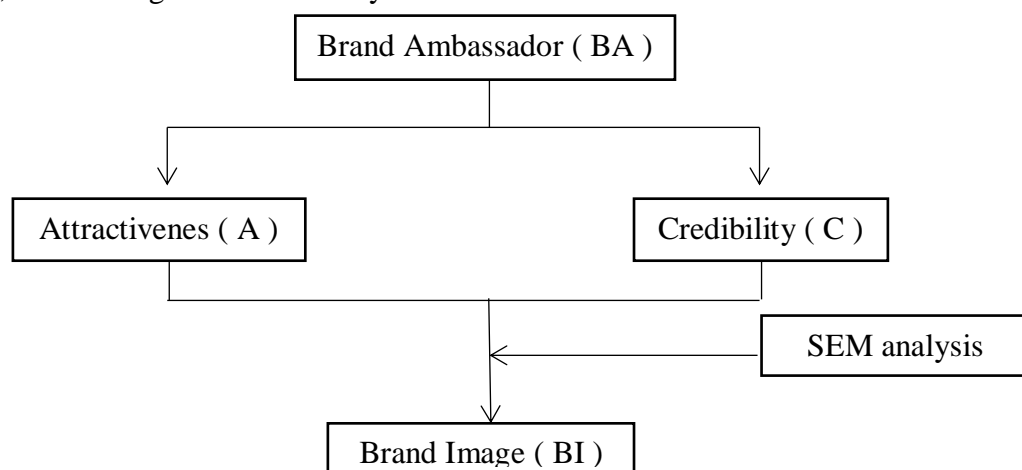 Brand Ambassador ( BA )
Attractivenes ( A )
Credibility ( C )
SEM analysis
Brand Image ( BI )